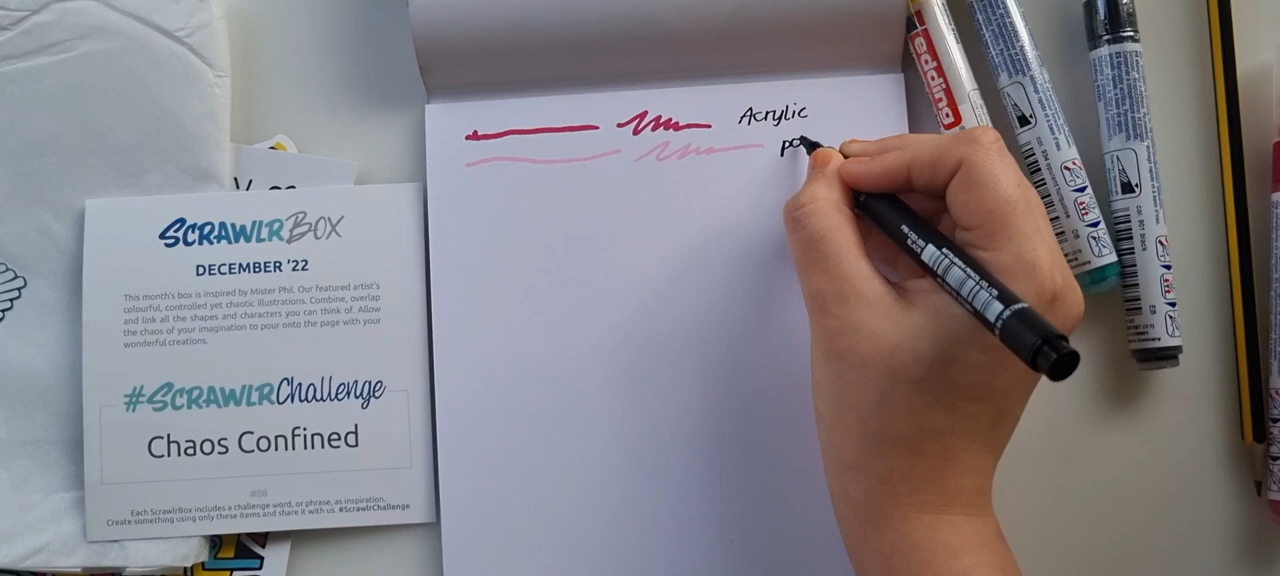 SCRAWLRBOX
DECEMBER '22
This month's box is inspired by Mister Phil. Our featured artist's
colourful, controlled yet chaotic illustrations. Combine, overlap
and link all the shapes and characters you can think of. Allow
the chaos of your imagination to pour onto the page with your
wonderful creations.
#SCRAWLRChallenge
Chaos Confined
#88
Each ScrawlrBox includes a challenge word, or phrase, as inspiration.
Create something using only these items and share it with us. #ScrawlrChallenge
Acrylic
pa
edding